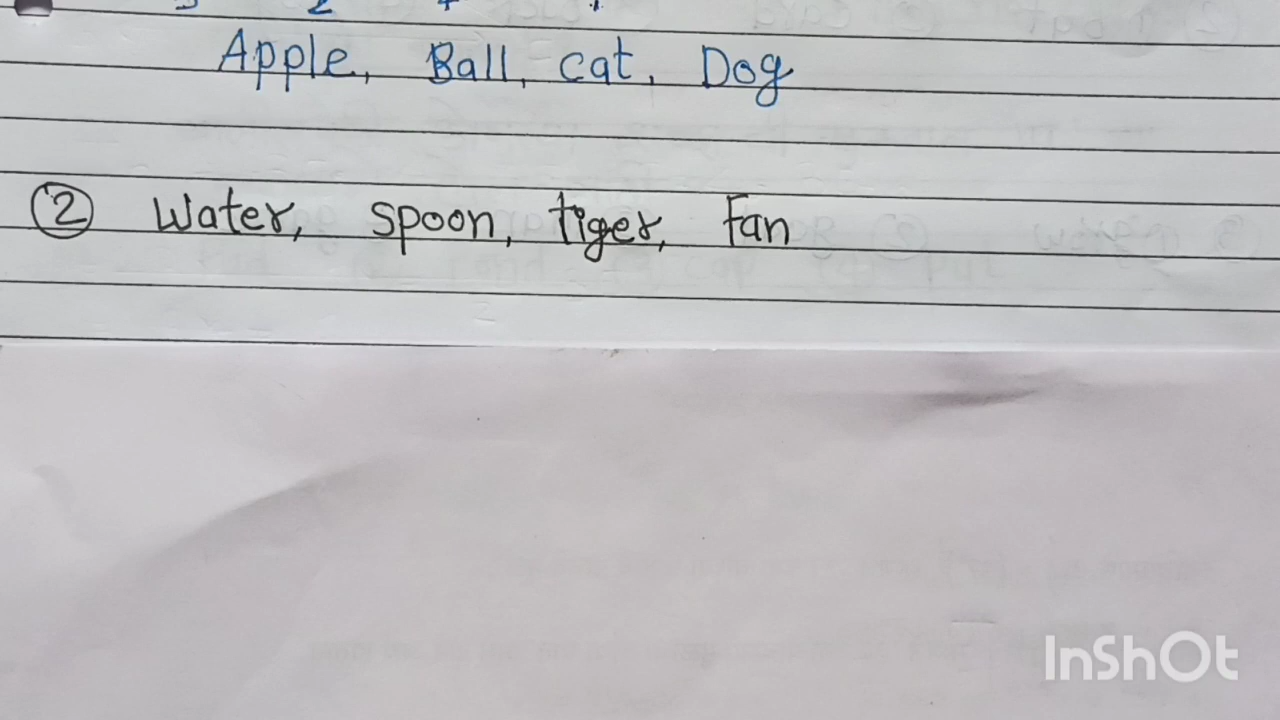 Apple, Ball, cat, Dog
② Water, spoon, tiger, Fan
InShOt